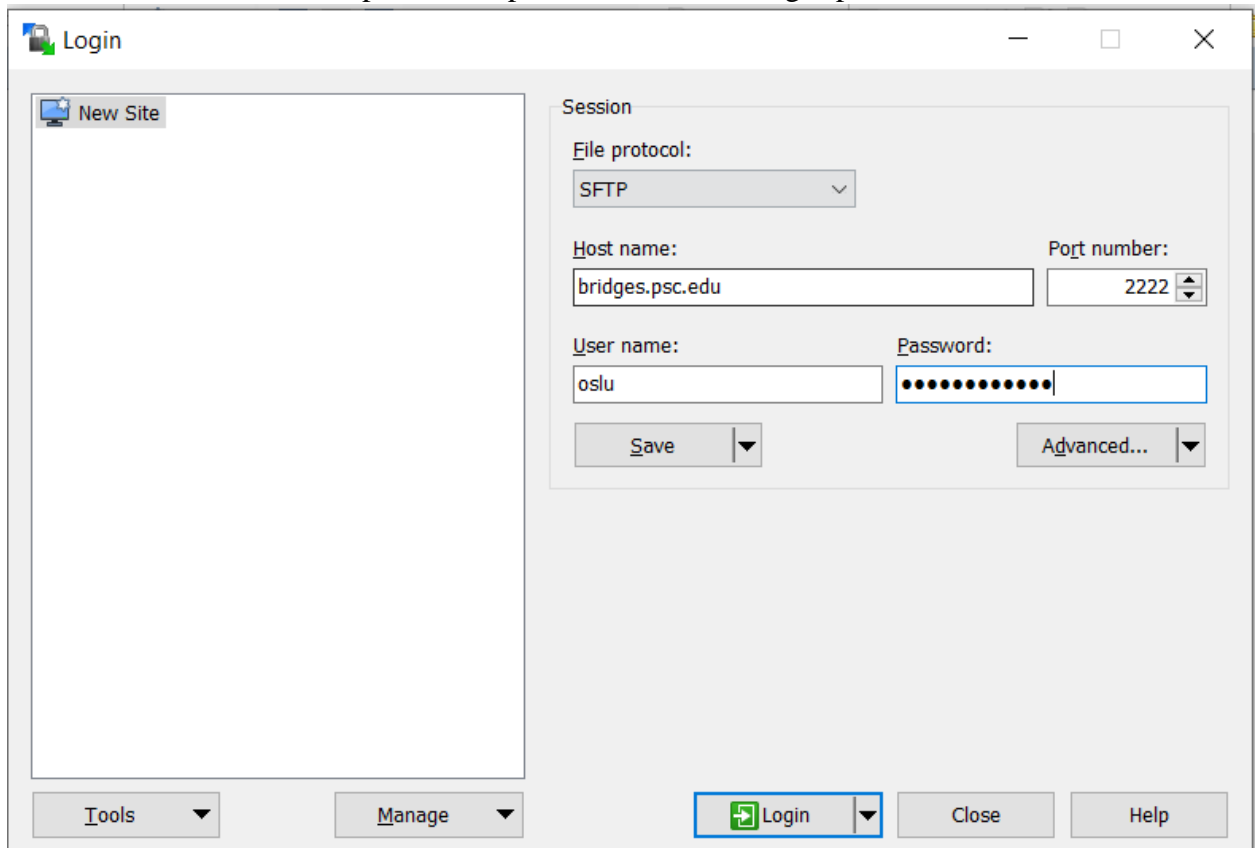 Login
New Site
Session
File protocol:
SFTP
Host name: Port number:
bridges.psc.edu 2222
User name: Password:
oslu ●●●●●●●●●●●●
Save Advanced...
Tools Manage Login Close Help